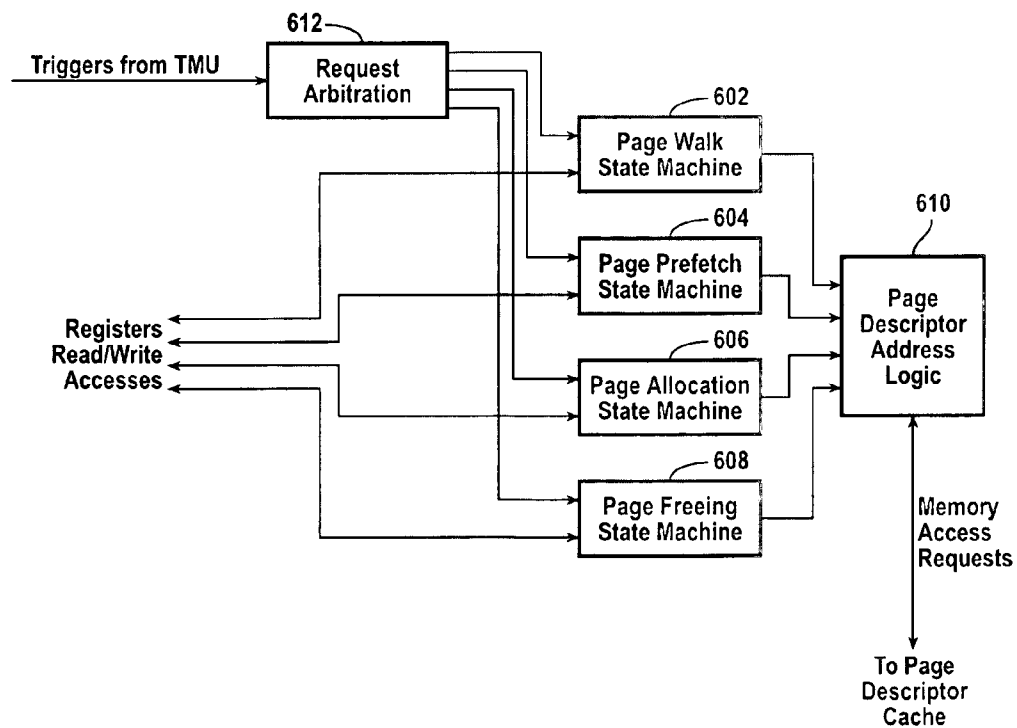 612
Triggers from TMU
Request
Arbitration
602
Page Walk
State Machine
604
Page Prefetch
State Machine
610
Page
Descriptor
Address
Logic
Registers
Read/Write
Accesses
606
Page Allocation
State Machine
608
Page Freeing
State Machine
Memory
Access
Requests
To Page
Descriptor
Cache